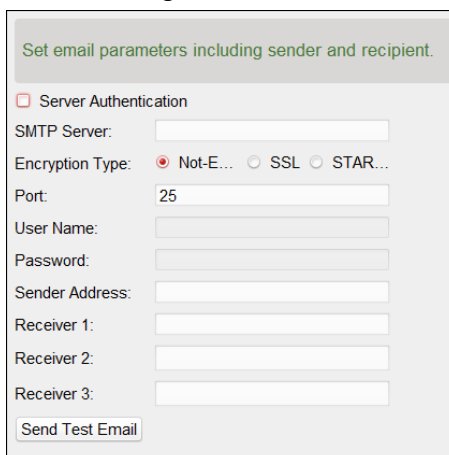 Set email parameters including sender and recipient.
Server Authentication
SMTP Server:
Encryption Type: Not-E... SSL STAR...
Port: 25
User Name:
Password:
Sender Address:
Receiver 1:
Receiver 2:
Receiver 3:
Send Test Email